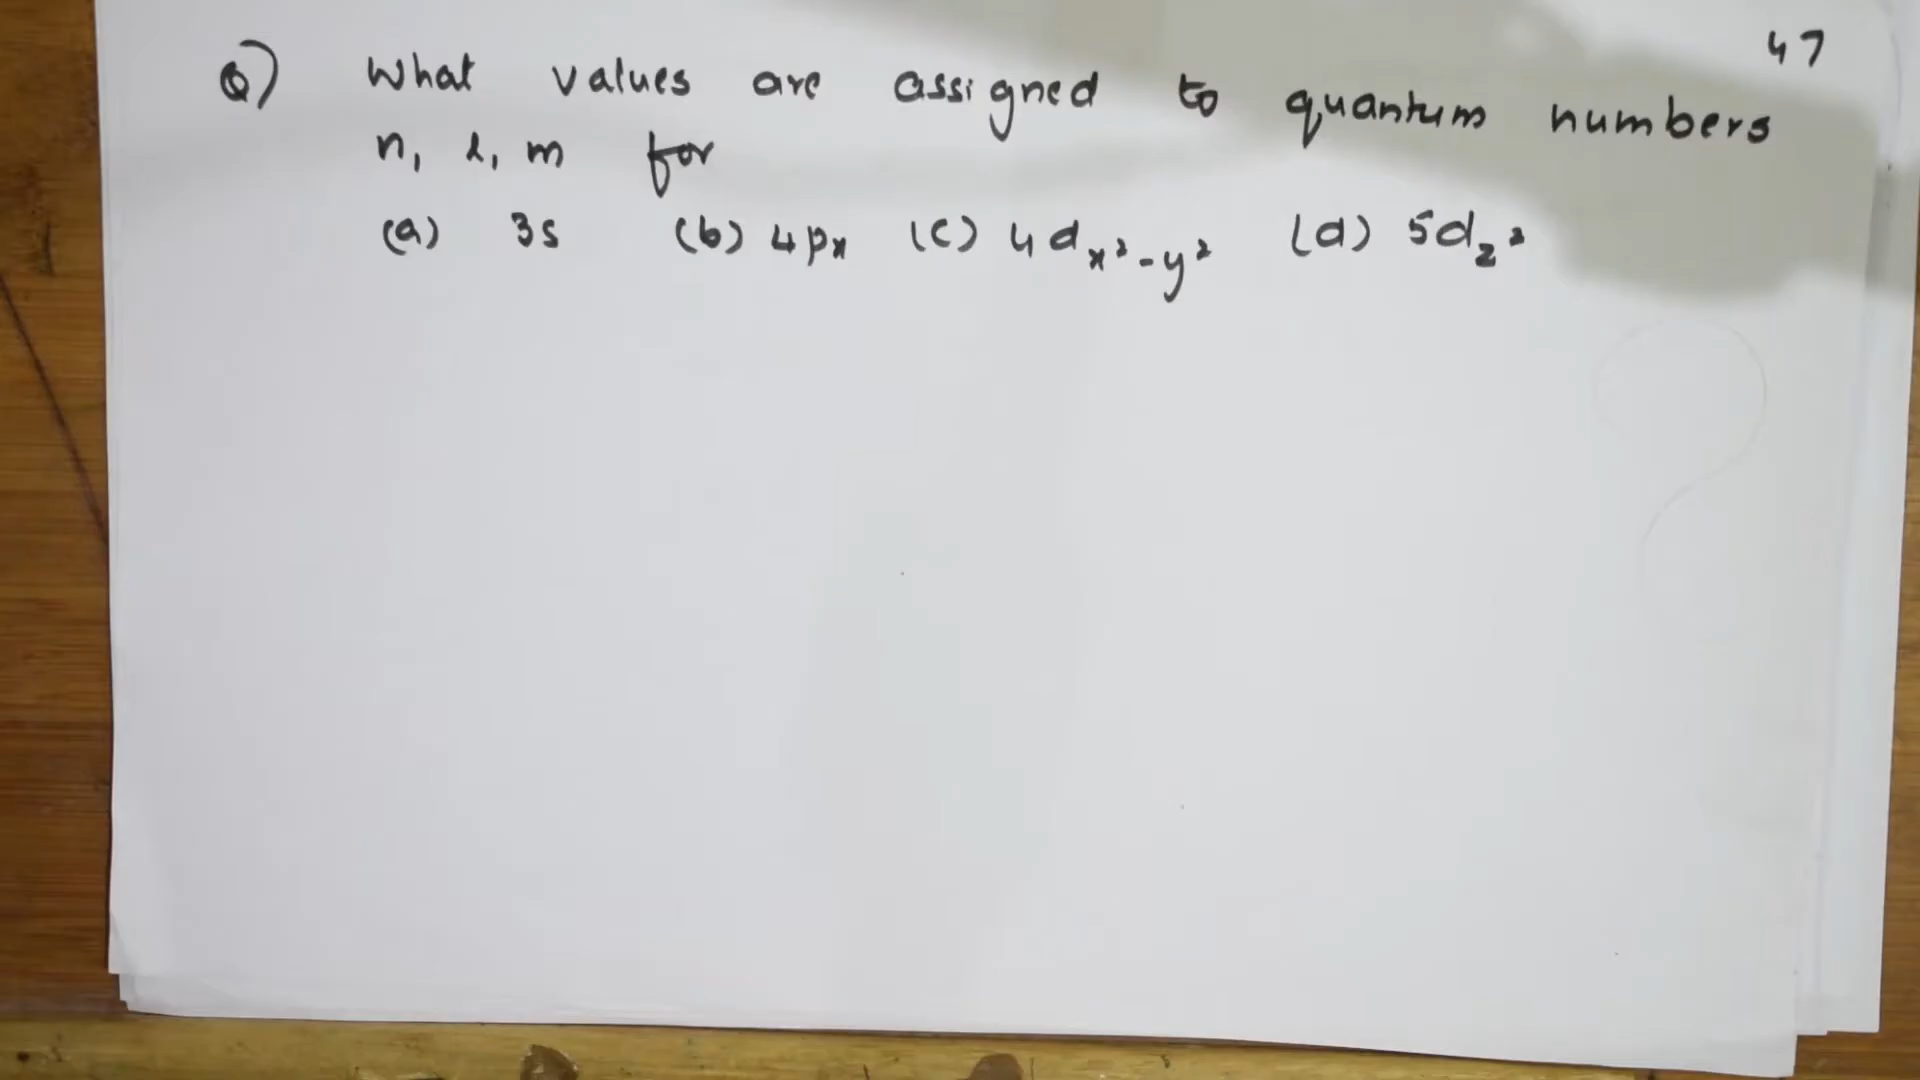 47
Q) What values are assigned to quantum numbers
n, l, m for
(a) 3s (b) 4px (c) 4dx²-y² (d) 5dz²